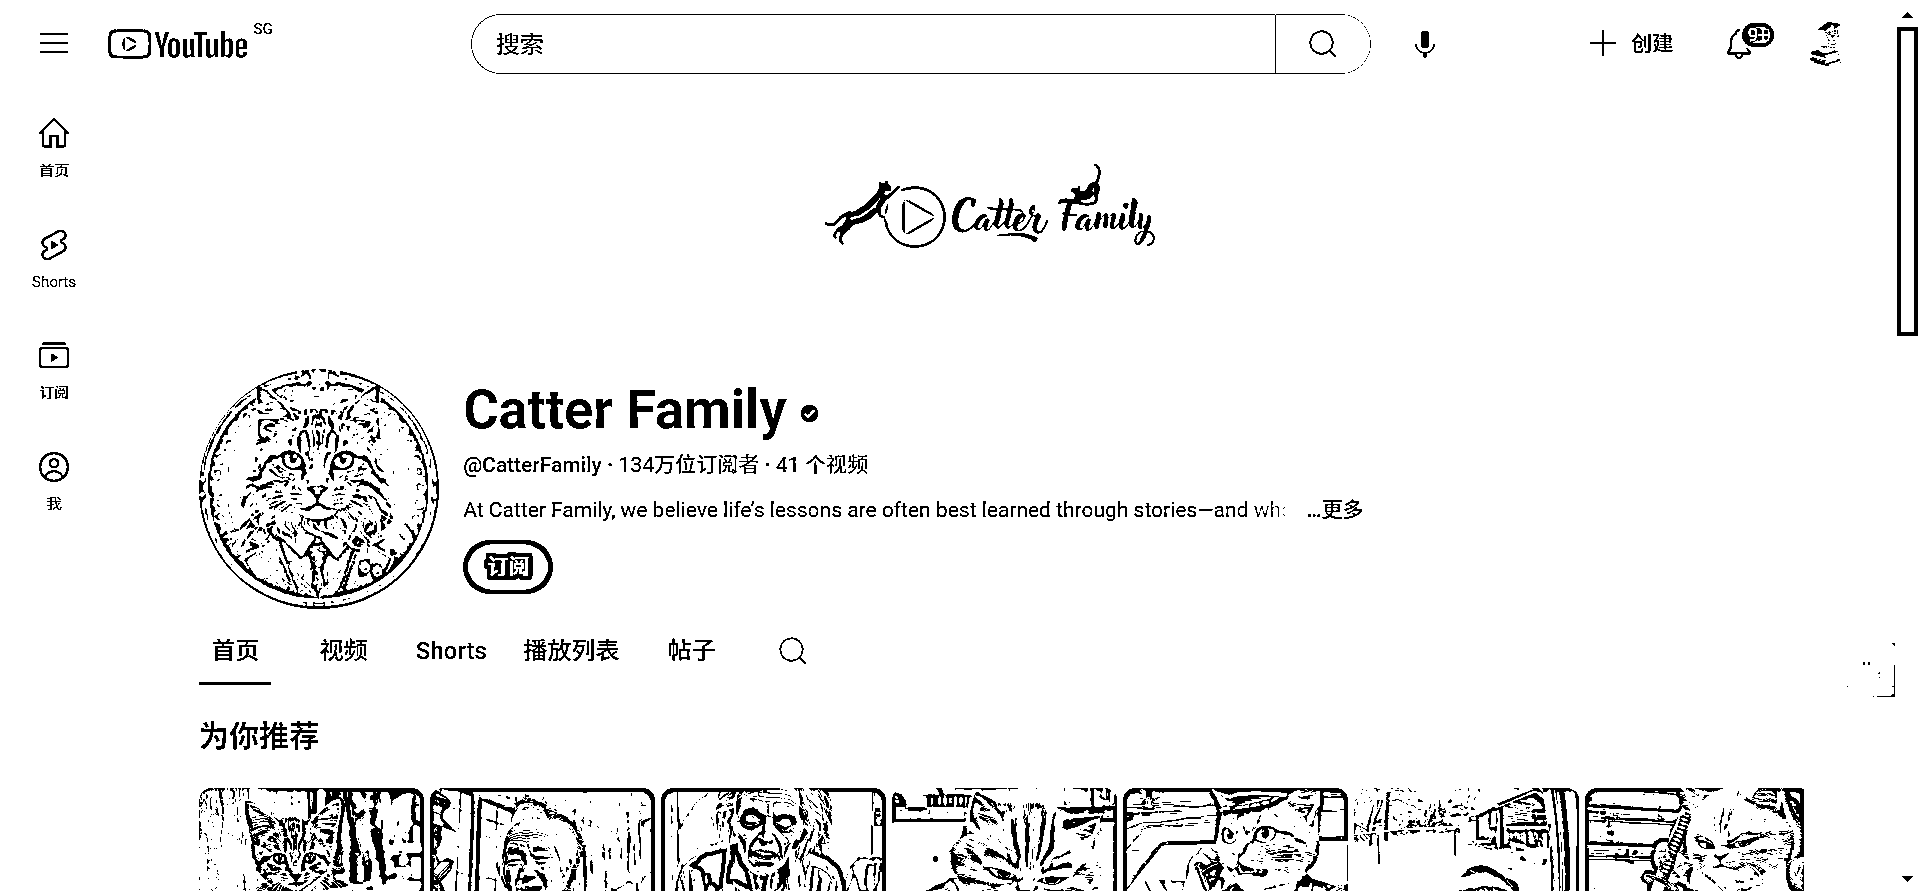 YouTube SG
搜索
创建
9+
首页
Shorts
订阅
我
Catter Family
Catter Family
@CatterFamily · 134万位订阅者 · 41 个视频
At Catter Family, we believe life's lessons are often best learned through stories—and wh ...更多
订阅
首页 视频 Shorts 播放列表 帖子
为你推荐